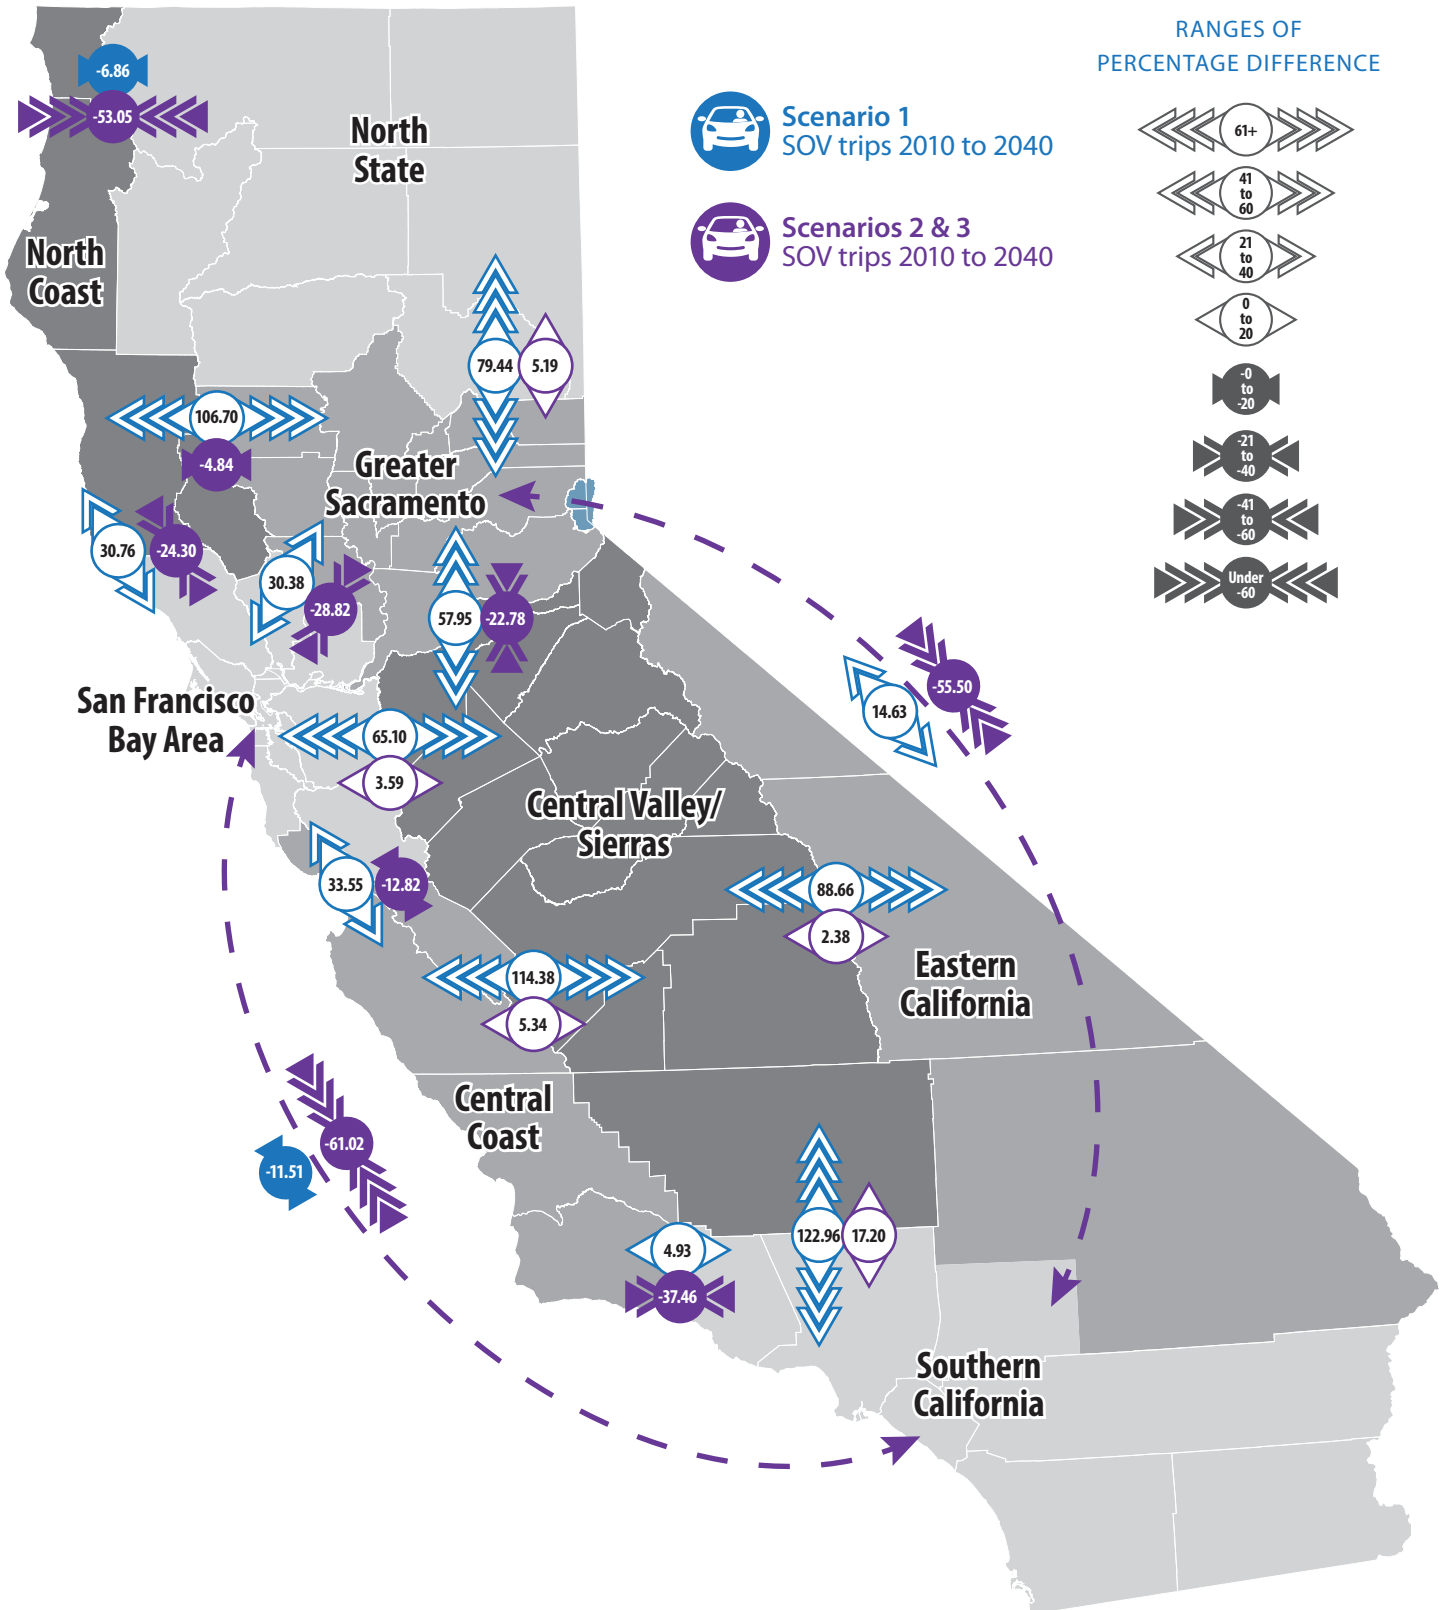 RANGES OF
PERCENTAGE DIFFERENCE
61+
41
to
60
21
to
40
0
to
20
-0
to
-20
-21
to
-40
-41
to
-60
Under
-60
Scenario 1
SOV trips 2010 to 2040
Scenarios 2 & 3
SOV trips 2010 to 2040
-6.86
-53.05
North
State
North
Coast
79.44
5.19
106.70
-4.84
Greater
Sacramento
30.76
-24.30
30.38
-28.82
57.95
-22.78
San Francisco
Bay Area
65.10
3.59
14.63
-55.50
Central Valley/
Sierras
33.55
-12.82
88.66
2.38
114.38
5.34
Eastern
California
Central
Coast
-61.02
-11.51
4.93
-37.46
122.96
17.20
Southern
California